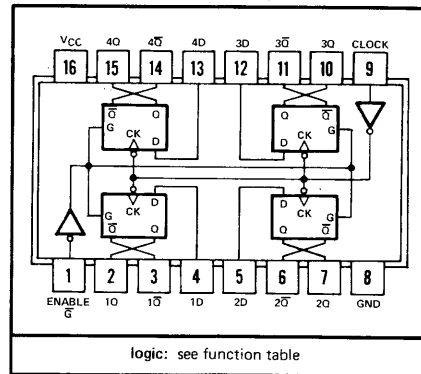 VCC 4Q 4Q̅ 4D 3D 3Q̅ 3Q CLOCK
16 15 14 13 12 11 10 9
Q̅ Q Q Q̅
G G
CK CK
D D
D D
CK CK
G G
Q̅ Q Q Q̅
1 2 3 4 5 6 7 8
ENABLE 1Q 1Q̅ 1D 2D 2Q̅ 2Q GND
G̅
logic: see function table